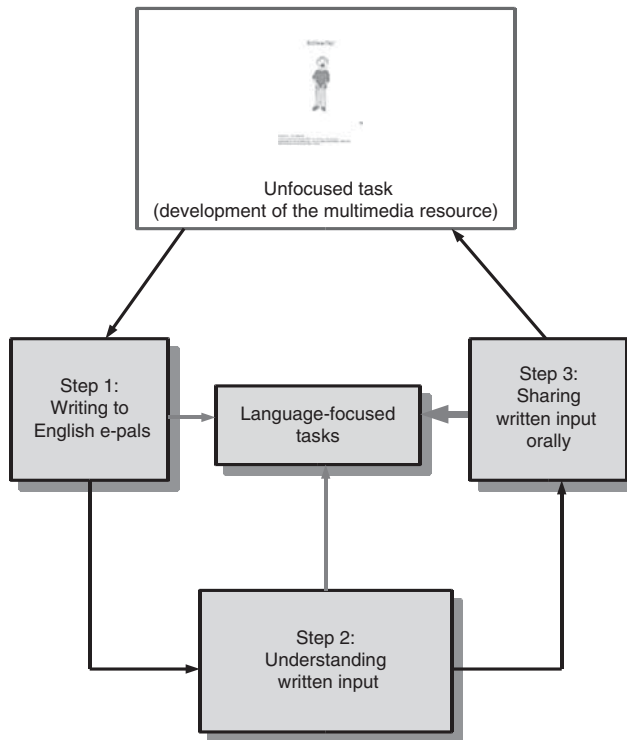 Unfocused task
(development of the multimedia resource)
Step 1:
Writing to
English e-pals
Language-focused
tasks
Step 3:
Sharing
written input
orally
Step 2:
Understanding
written input